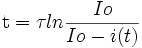 t = τln Io / Io − i(t)